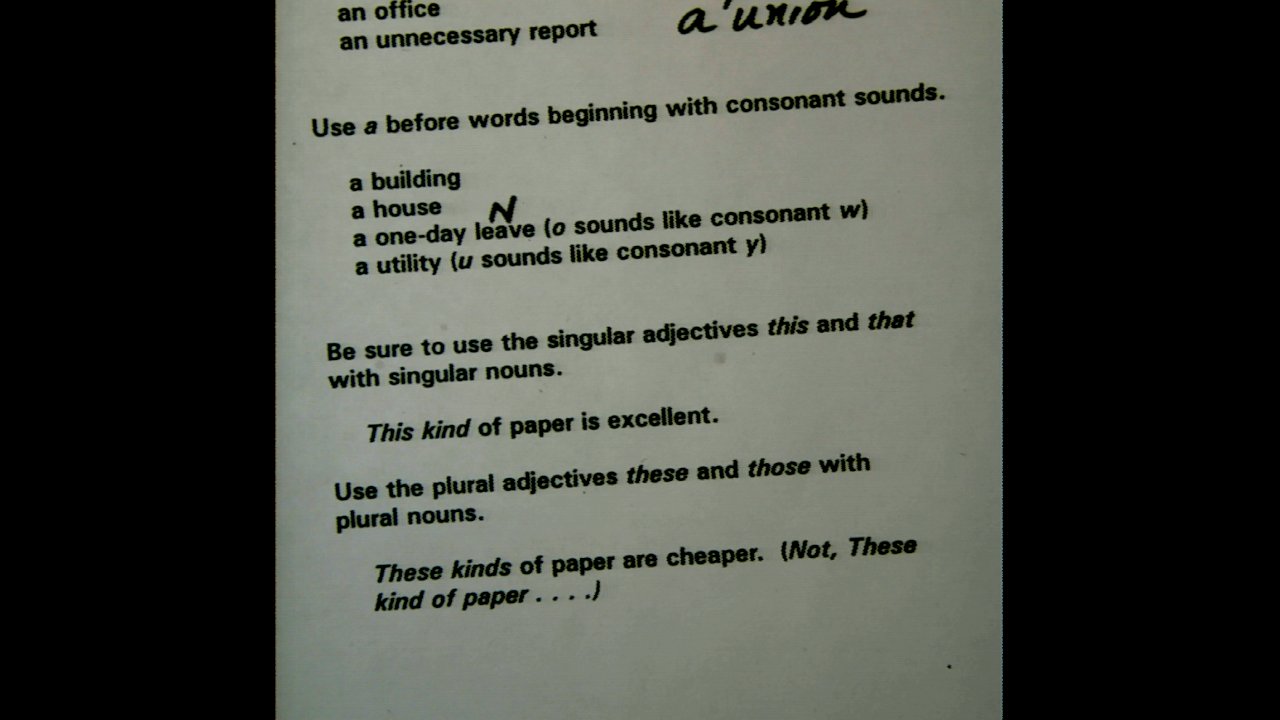 an office
an unnecessary report
a 'union
Use a before words beginning with consonant sounds.
a building
a house
N
a one-day leave (o sounds like consonant w)
a utility (u sounds like consonant y)
Be sure to use the singular adjectives this and that
with singular nouns.
This kind of paper is excellent.
Use the plural adjectives these and those with
plural nouns.
These kinds of paper are cheaper. (Not, These
kind of paper . . . .)